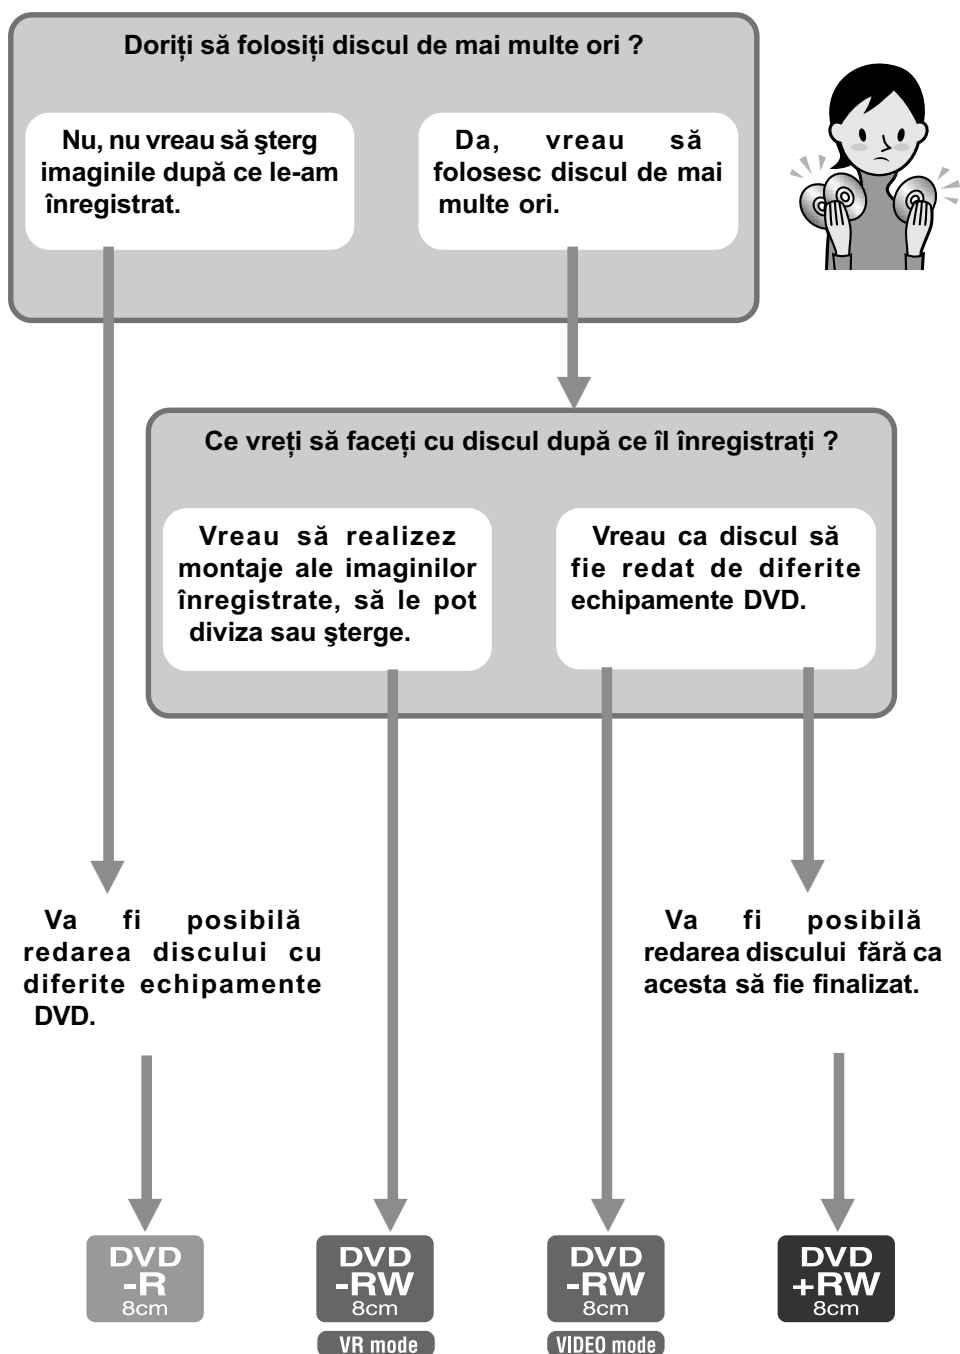 Doriți să folosiți discul de mai multe ori ?
Nu, nu vreau să şterg
imaginile după ce le-am
înregistrat.
Da, vreau să
folosesc discul de mai
multe ori.
Ce vreți să faceți cu discul după ce îl înregistrați ?
Vreau să realizez
montaje ale imaginilor
înregistrate, să le pot
diviza sau şterge.
Vreau ca discul să
fie redat de diferite
echipamente DVD.
Va fi posibilă
redarea discului cu
diferite echipamente
DVD.
Va fi posibilă
redarea discului fără ca
acesta să fie finalizat.
DVD
-R
8cm
DVD
-RW
8cm
VR mode
DVD
-RW
8cm
VIDEO mode
DVD
+RW
8cm